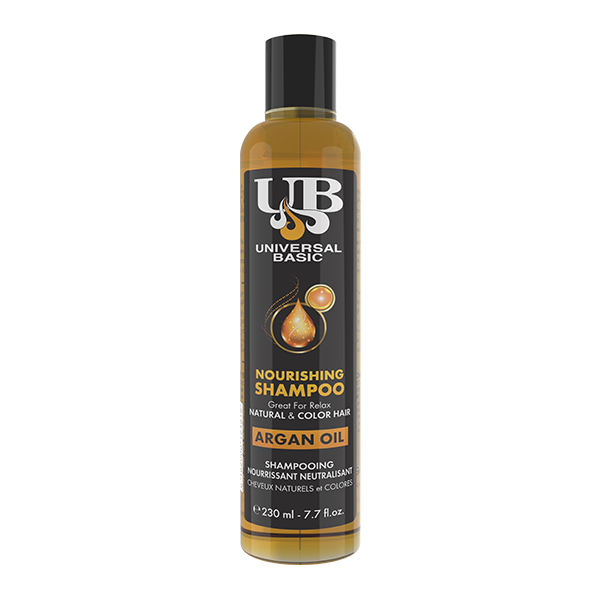 UB
UNIVERSAL
BASIC
NOURISHING
SHAMPOO
Great For Relax
NATURAL & COLOR HAIR
ARGAN OIL
SHAMPOOING
NOURRISSANT NEUTRALISANT
CHEVEUX NATURELS et COLORES
℮ 230 ml - 7.7 fl.oz.